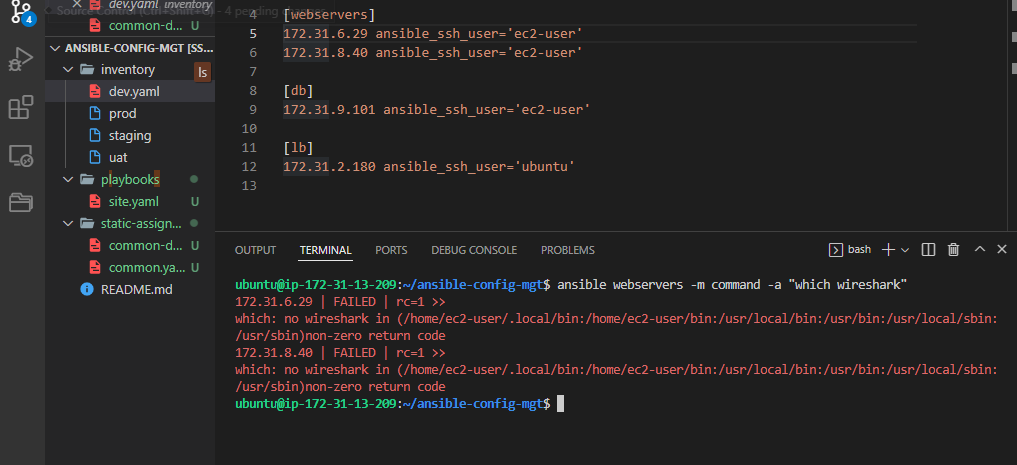 4
dev.yaml inventory
common-d... U
ANSIBLE-CONFIG-MGT [SS...
inventory
ls
dev.yaml
prod
staging
uat
playbooks
site.yaml U
static-assign...
common-d... U
common.ya... U
README.md
4 [webservers]
5 172.31.6.29 ansible_ssh_user='ec2-user'
6 172.31.8.40 ansible_ssh_user='ec2-user'
7
8 [db]
9 172.31.9.101 ansible_ssh_user='ec2-user'
10
11 [lb]
12 172.31.2.180 ansible_ssh_user='ubuntu'
13
OUTPUT TERMINAL PORTS DEBUG CONSOLE PROBLEMS bash
ubuntu@ip-172-31-13-209:~/ansible-config-mgt$ ansible webservers -m command -a "which wireshark"
172.31.6.29 | FAILED | rc=1 >>
which: no wireshark in (/home/ec2-user/.local/bin:/home/ec2-user/bin:/usr/local/bin:/usr/bin:/usr/local/sbin:
/usr/sbin)non-zero return code
172.31.8.40 | FAILED | rc=1 >>
which: no wireshark in (/home/ec2-user/.local/bin:/home/ec2-user/bin:/usr/local/bin:/usr/bin:/usr/local/sbin:
/usr/sbin)non-zero return code
ubuntu@ip-172-31-13-209:~/ansible-config-mgt$